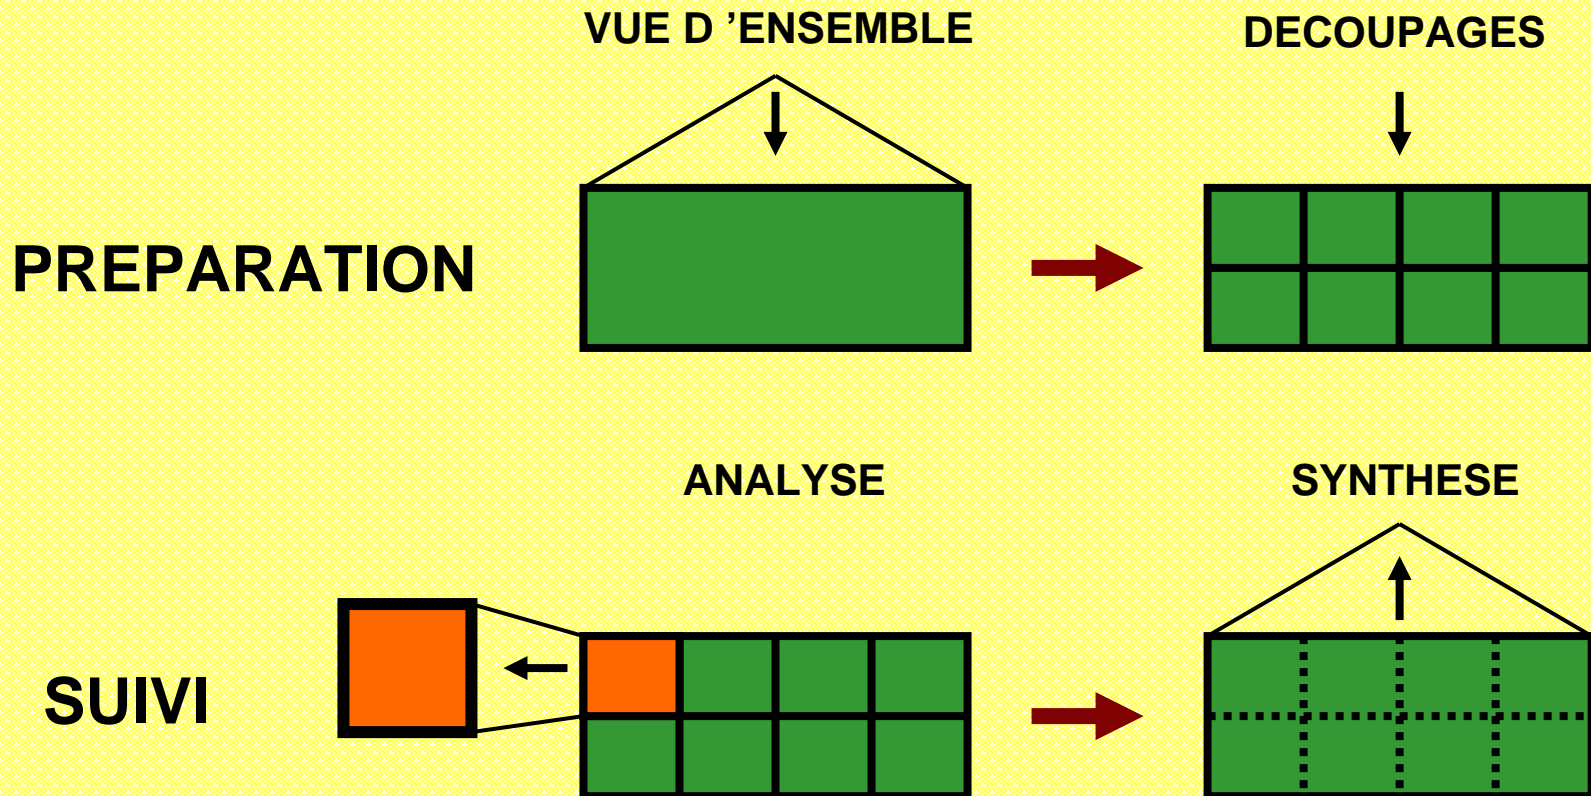 VUE D ’ENSEMBLE
DECOUPAGES
PREPARATION
ANALYSE
SYNTHESE
SUIVI